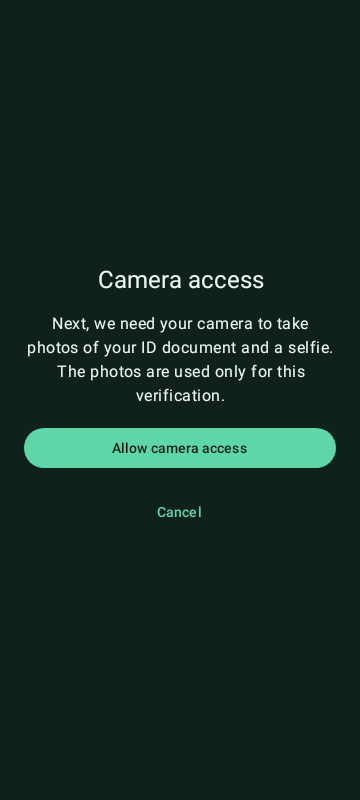 Camera access
Next, we need your camera to take
photos of your ID document and a selfie.
The photos are used only for this
verification.
Allow camera access
Cancel